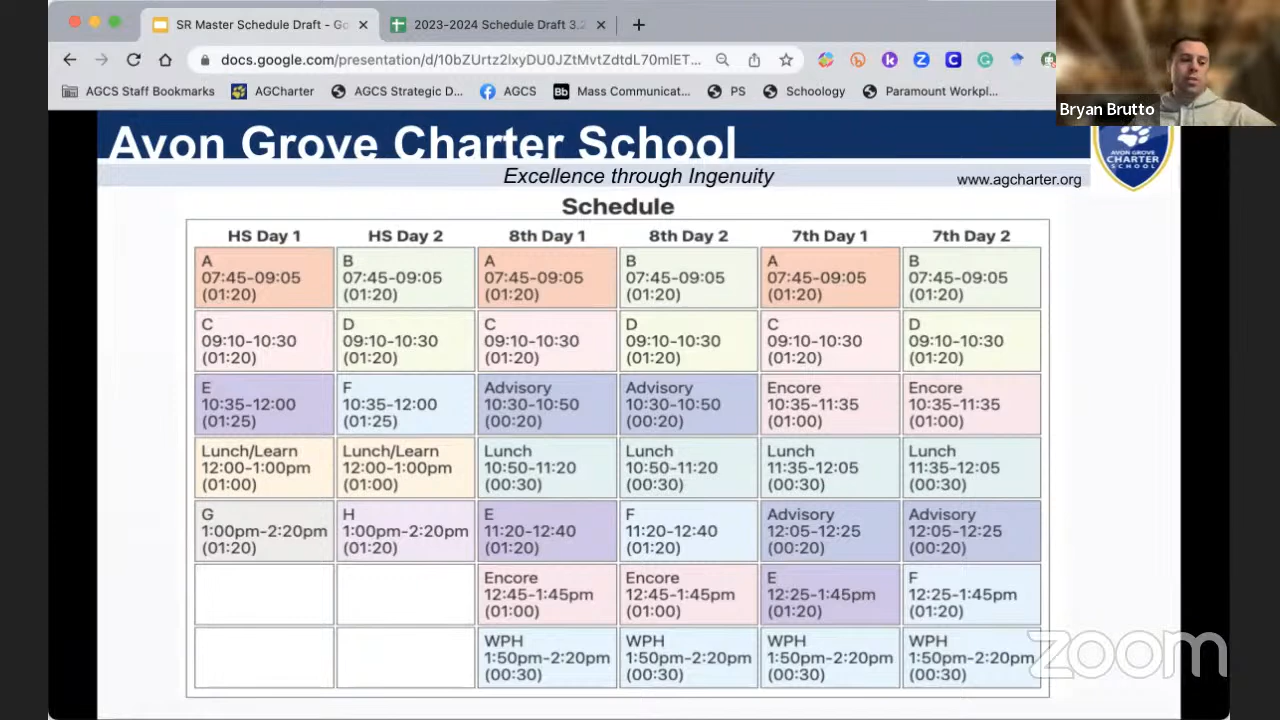 SR Master Schedule Draft - Go
2023-2024 Schedule Draft 3.2
docs.google.com/presentation/d/10bZUrtz2lxyDU0JZtMvtZdtdL70mlET...
AGCS Staff Bookmarks
AGCharter
AGCS Strategic D...
AGCS
Bb
Mass Communicat...
PS
Schoology
Paramount Workpl...
Bryan Brutto
Avon Grove Charter School
AVON GROVE
CHARTER
SCHOOL
Excellence through Ingenuity
www.agcharter.org
Schedule
HS Day 1 HS Day 2 8th Day 1 8th Day 2 7th Day 1 7th Day 2
A B A B A B
07:45-09:05 07:45-09:05 07:45-09:05 07:45-09:05 07:45-09:05 07:45-09:05
(01:20) (01:20) (01:20) (01:20) (01:20) (01:20)
C D C D C D
09:10-10:30 09:10-10:30 09:10-10:30 09:10-10:30 09:10-10:30 09:10-10:30
(01:20) (01:20) (01:20) (01:20) (01:20) (01:20)
E F Advisory Advisory Encore Encore
10:35-12:00 10:35-12:00 10:30-10:50 10:30-10:50 10:35-11:35 10:35-11:35
(01:25) (01:25) (00:20) (00:20) (01:00) (01:00)
Lunch/Learn Lunch/Learn Lunch Lunch Lunch Lunch
12:00-1:00pm 12:00-1:00pm 10:50-11:20 10:50-11:20 11:35-12:05 11:35-12:05
(01:00) (01:00) (00:30) (00:30) (00:30) (00:30)
G H E F Advisory Advisory
1:00pm-2:20pm 1:00pm-2:20pm 11:20-12:40 11:20-12:40 12:05-12:25 12:05-12:25
(01:20) (01:20) (01:20) (01:20) (00:20) (00:20)
Encore Encore E F
12:45-1:45pm 12:45-1:45pm 12:25-1:45pm 12:25-1:45pm
(01:00) (01:00) (01:20) (01:20)
WPH WPH WPH WPH
1:50pm-2:20pm 1:50pm-2:20pm 1:50pm-2:20pm 1:50pm-2:20pm
(00:30) (00:30) (00:30) (00:30)
zoom